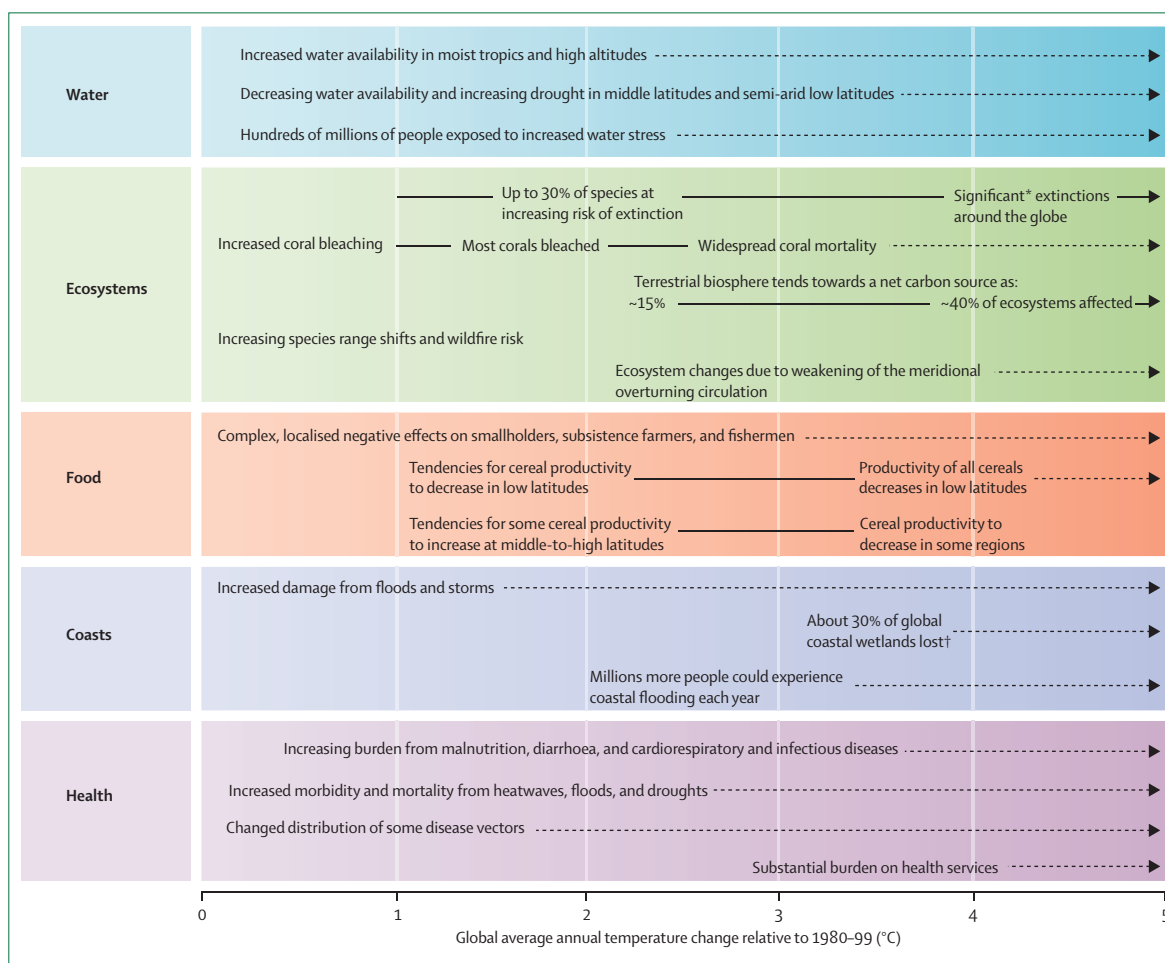 Water
Increased water availability in moist tropics and high altitudes
Decreasing water availability and increasing drought in middle latitudes and semi-arid low latitudes
Hundreds of millions of people exposed to increased water stress
Ecosystems
Up to 30% of species at
increasing risk of extinction
Significant* extinctions
around the globe
Increased coral bleaching
Most corals bleached
Widespread coral mortality
Terrestrial biosphere tends towards a net carbon source as:
~15%
~40% of ecosystems affected
Increasing species range shifts and wildfire risk
Ecosystem changes due to weakening of the meridional
overturning circulation
Food
Complex, localised negative effects on smallholders, subsistence farmers, and fishermen
Tendencies for cereal productivity
to decrease in low latitudes
Productivity of all cereals
decreases in low latitudes
Tendencies for some cereal productivity
to increase at middle-to-high latitudes
Cereal productivity to
decrease in some regions
Coasts
Increased damage from floods and storms
About 30% of global
coastal wetlands lost†
Millions more people could experience
coastal flooding each year
Health
Increasing burden from malnutrition, diarrhoea, and cardiorespiratory and infectious diseases
Increased morbidity and mortality from heatwaves, floods, and droughts
Changed distribution of some disease vectors
Substantial burden on health services
0 1 2 3 4 5
Global average annual temperature change relative to 1980–99 (°C)